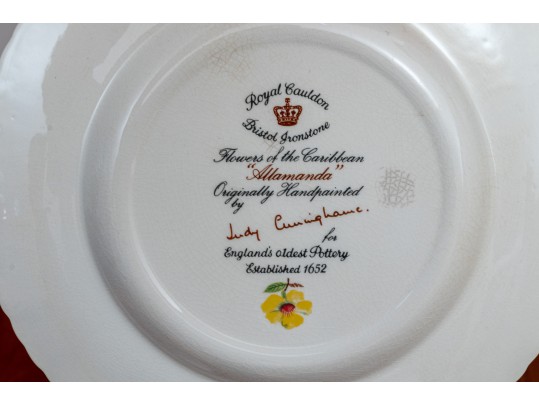 Royal Cauldon
Bristol Ironstone
Flowers of the Caribbean
"Allamanda"
Originally Handpainted
by
Judy Cunninghame.
for
England's oldest Pottery
Established 1652